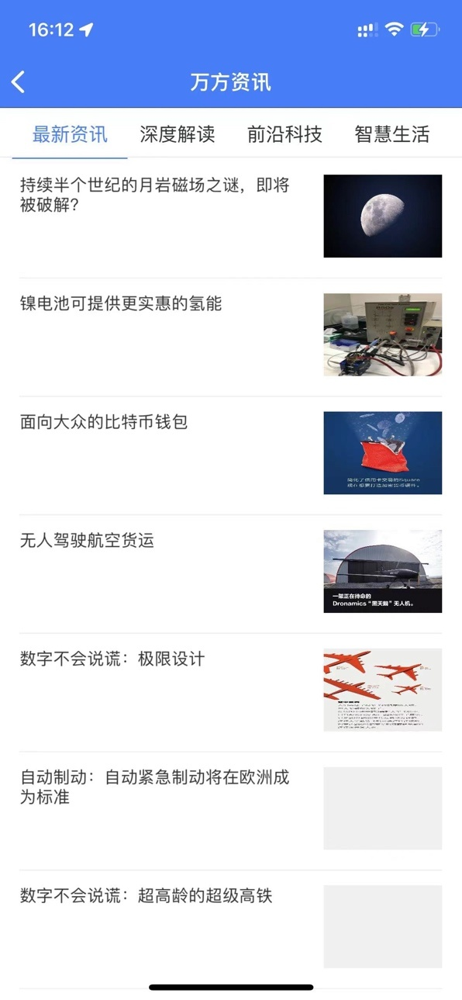 16:12
万方资讯
最新资讯 深度解读 前沿科技 智慧生活
持续半个世纪的月岩磁场之谜，即将
被破解？
镍电池可提供更实惠的氢能
面向大众的比特币钱包
简化了信用卡交易的Square
现在想要打造加密货币硬件。
无人驾驶航空货运
一架正在待命的
Dronamics“黑天鹅”无人机。
数字不会说谎：极限设计
自动制动：自动紧急制动将在欧洲成
为标准
数字不会说谎：超高龄的超级高铁